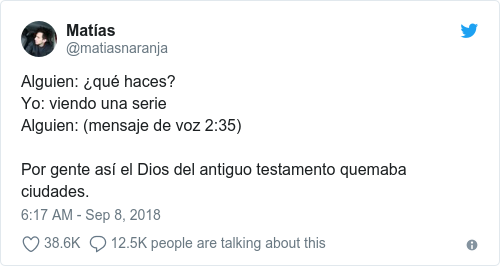 Matías
@matiasnaranja
Alguien: ¿qué haces?
Yo: viendo una serie
Alguien: (mensaje de voz 2:35)
Por gente así el Dios del antiguo testamento quemaba
ciudades.
6:17 AM - Sep 8, 2018
38.6K 12.5K people are talking about this